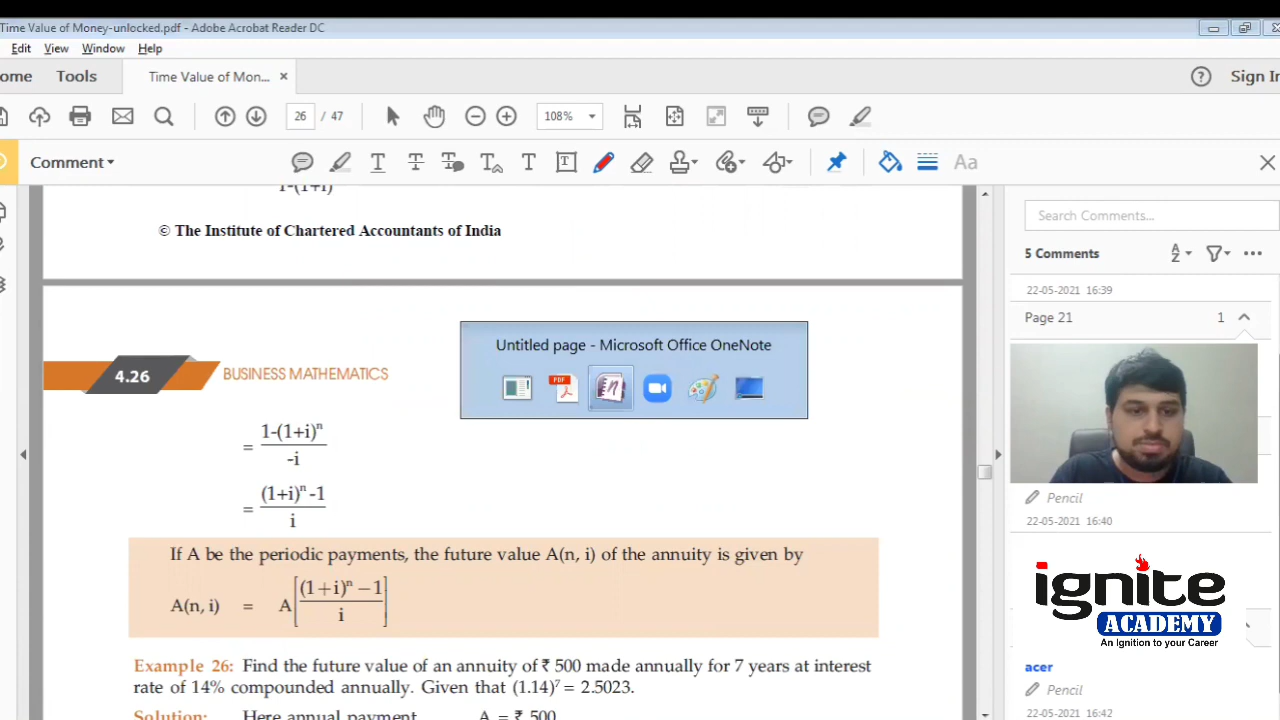 Time Value of Money-unlocked.pdf - Adobe Acrobat Reader DC
Edit View Window Help
ome Tools Time Value of Mon... × Sign In
26 / 47 108%
Comment
Aa
Search Comments...
1-(1+i)
© The Institute of Chartered Accountants of India
5 Comments
22-05-2021 16:39
Page 21 1
Untitled page - Microsoft Office OneNote
PDF
4.26 BUSINESS MATHEMATICS
= 1-(1+i)ⁿ
-i
= (1+i)ⁿ -1
i
Pencil
22-05-2021 16:40
If A be the periodic payments, the future value A(n, i) of the annuity is given by
A(n, i) = A[(1+i)ⁿ − 1
i]
ignite
ACADEMY
An Ignition to your Career
Example 26: Find the future value of an annuity of ₹ 500 made annually for 7 years at interest
rate of 14% compounded annually. Given that (1.14)⁷ = 2.5023.
Solution: Here annual payment A = ₹ 500
acer
Pencil
22-05-2021 16:42